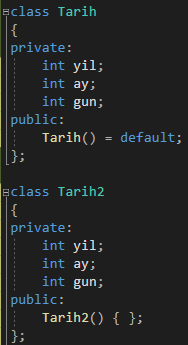 class Tarih
{
private:
    int yil;
    int ay;
    int gun;
public:
    Tarih() = default;
};
class Tarih2
{
private:
    int yil;
    int ay;
    int gun;
public:
    Tarih2() { };
};